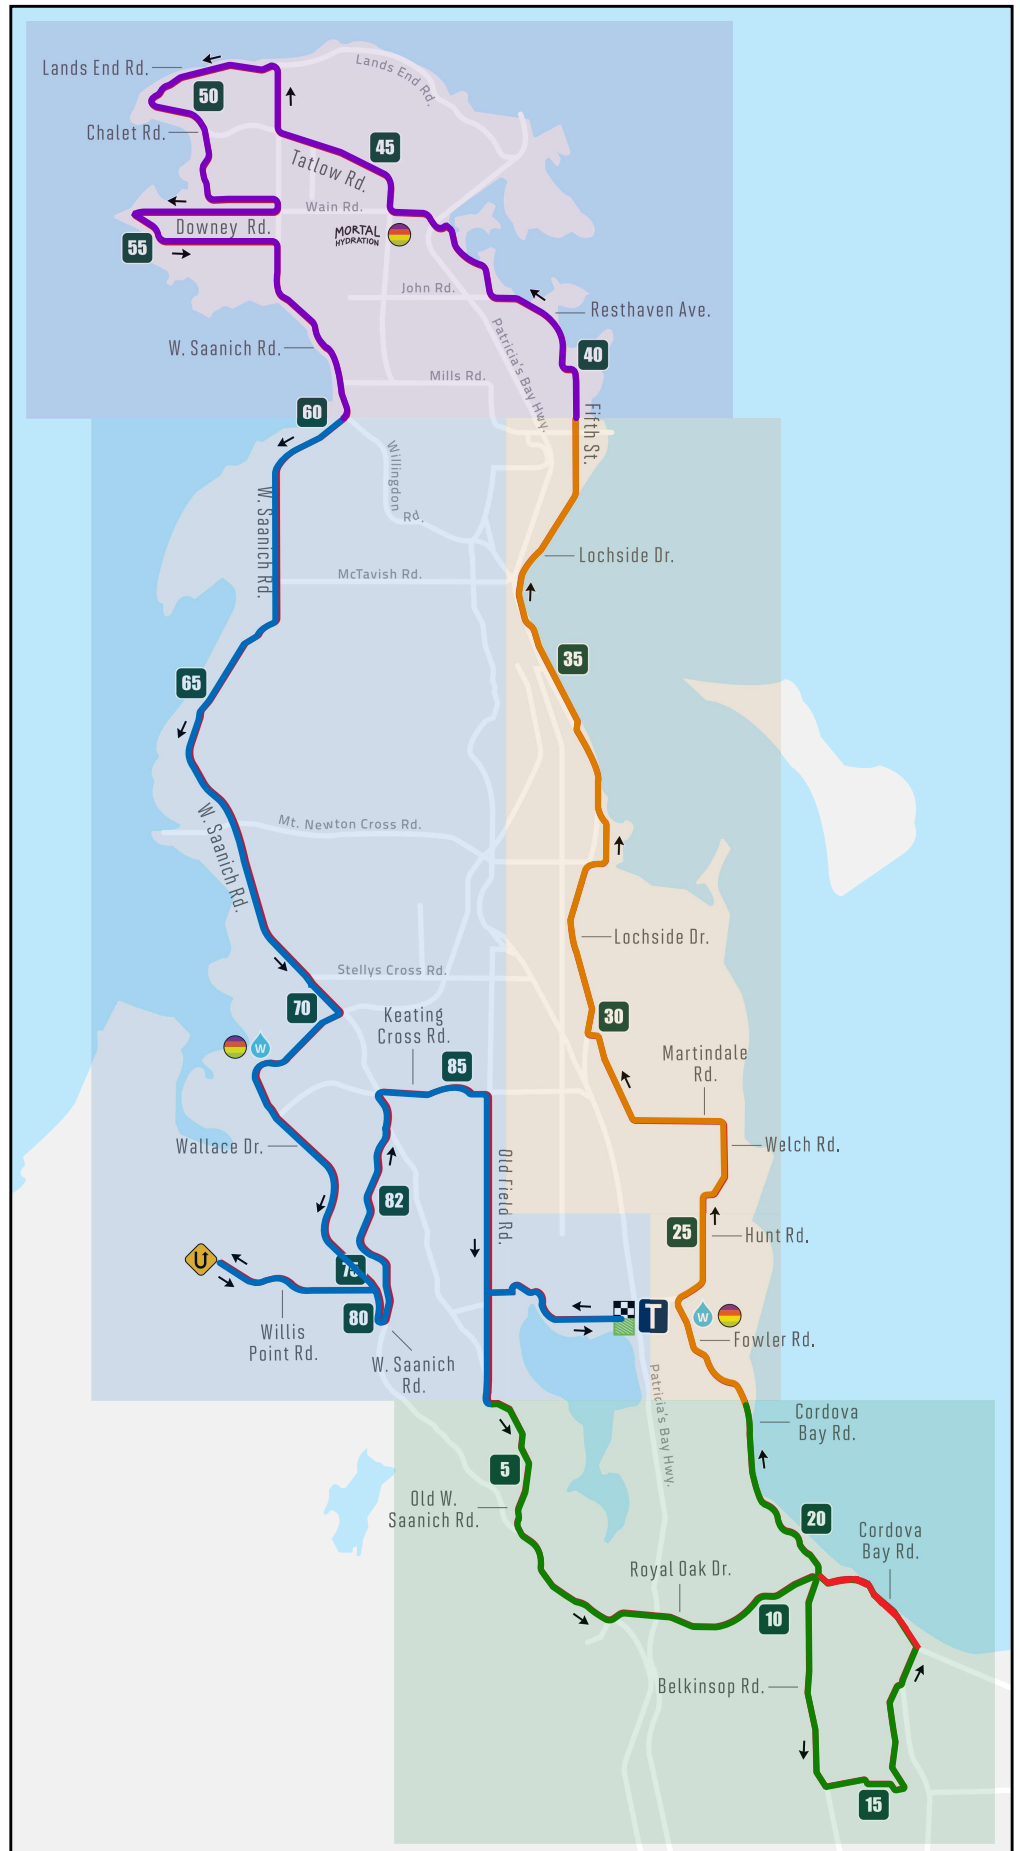 Lands End Rd.
Lands End Rd.
50
Chalet Rd.
45
Tatlow Rd.
Wain Rd.
Downey Rd.
MORTAL
HYDRATION
55
John Rd.
Resthaven Ave.
Patricia's Bay Hwy.
W. Saanich Rd.
40
Mills Rd.
60
Fifth St.
Willingdon
Rd.
W. Saanich Rd.
Lochside Dr.
McTavish Rd.
35
65
W. Saanich Rd.
Mt. Newton Cross Rd.
Lochside Dr.
Stellys Cross Rd.
70
Keating
Cross Rd.
30
W
85
Martindale
Rd.
Wallace Dr.
Old Field Rd.
Welch Rd.
82
25
Hunt Rd.
75
80
T
W
Willis
Point Rd.
Fowler Rd.
W. Saanich
Rd.
Patricia's Bay Hwy.
Cordova
Bay Rd.
5
Old W.
Saanich Rd.
20
Cordova
Bay Rd.
Royal Oak Dr.
10
Belkinsop Rd.
15